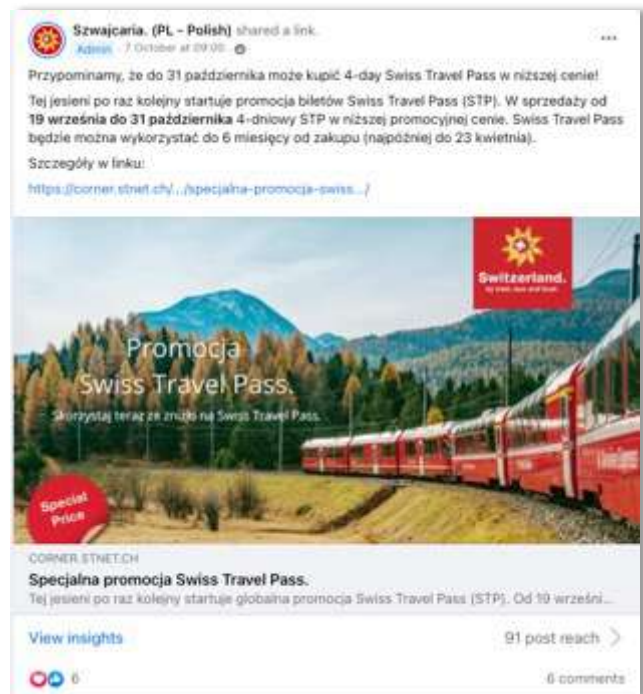 Szwajcaria. (PL – Polish) shared a link.
Admin · 7 October at 09:00 ·
Przypominamy, że do 31 października może kupić 4-day Swiss Travel Pass w niższej cenie!
Tej jesieni po raz kolejny startuje promocja biletów Swiss Travel Pass (STP). W sprzedaży od
19 września do 31 października 4-dniowy STP w niższej promocyjnej cenie. Swiss Travel Pass
będzie można wykorzystać do 6 miesięcy od zakupu (najpóźniej do 23 kwietnia).
Szczegóły w linku:
https://corner.stnet.ch/.../specjalna-promocja-swiss.../
Switzerland.
by train, bus and boat.
Promocja
Swiss Travel Pass.
Skorzystaj teraz ze zniżki na Swiss Travel Pass.
Special
Price
CORNER.STNET.CH
Specjalna promocja Swiss Travel Pass.
Tej jesieni po raz kolejny startuje globalna promocja Swiss Travel Pass (STP). Od 19 wrześni...
View insights
91 post reach
6
6 comments